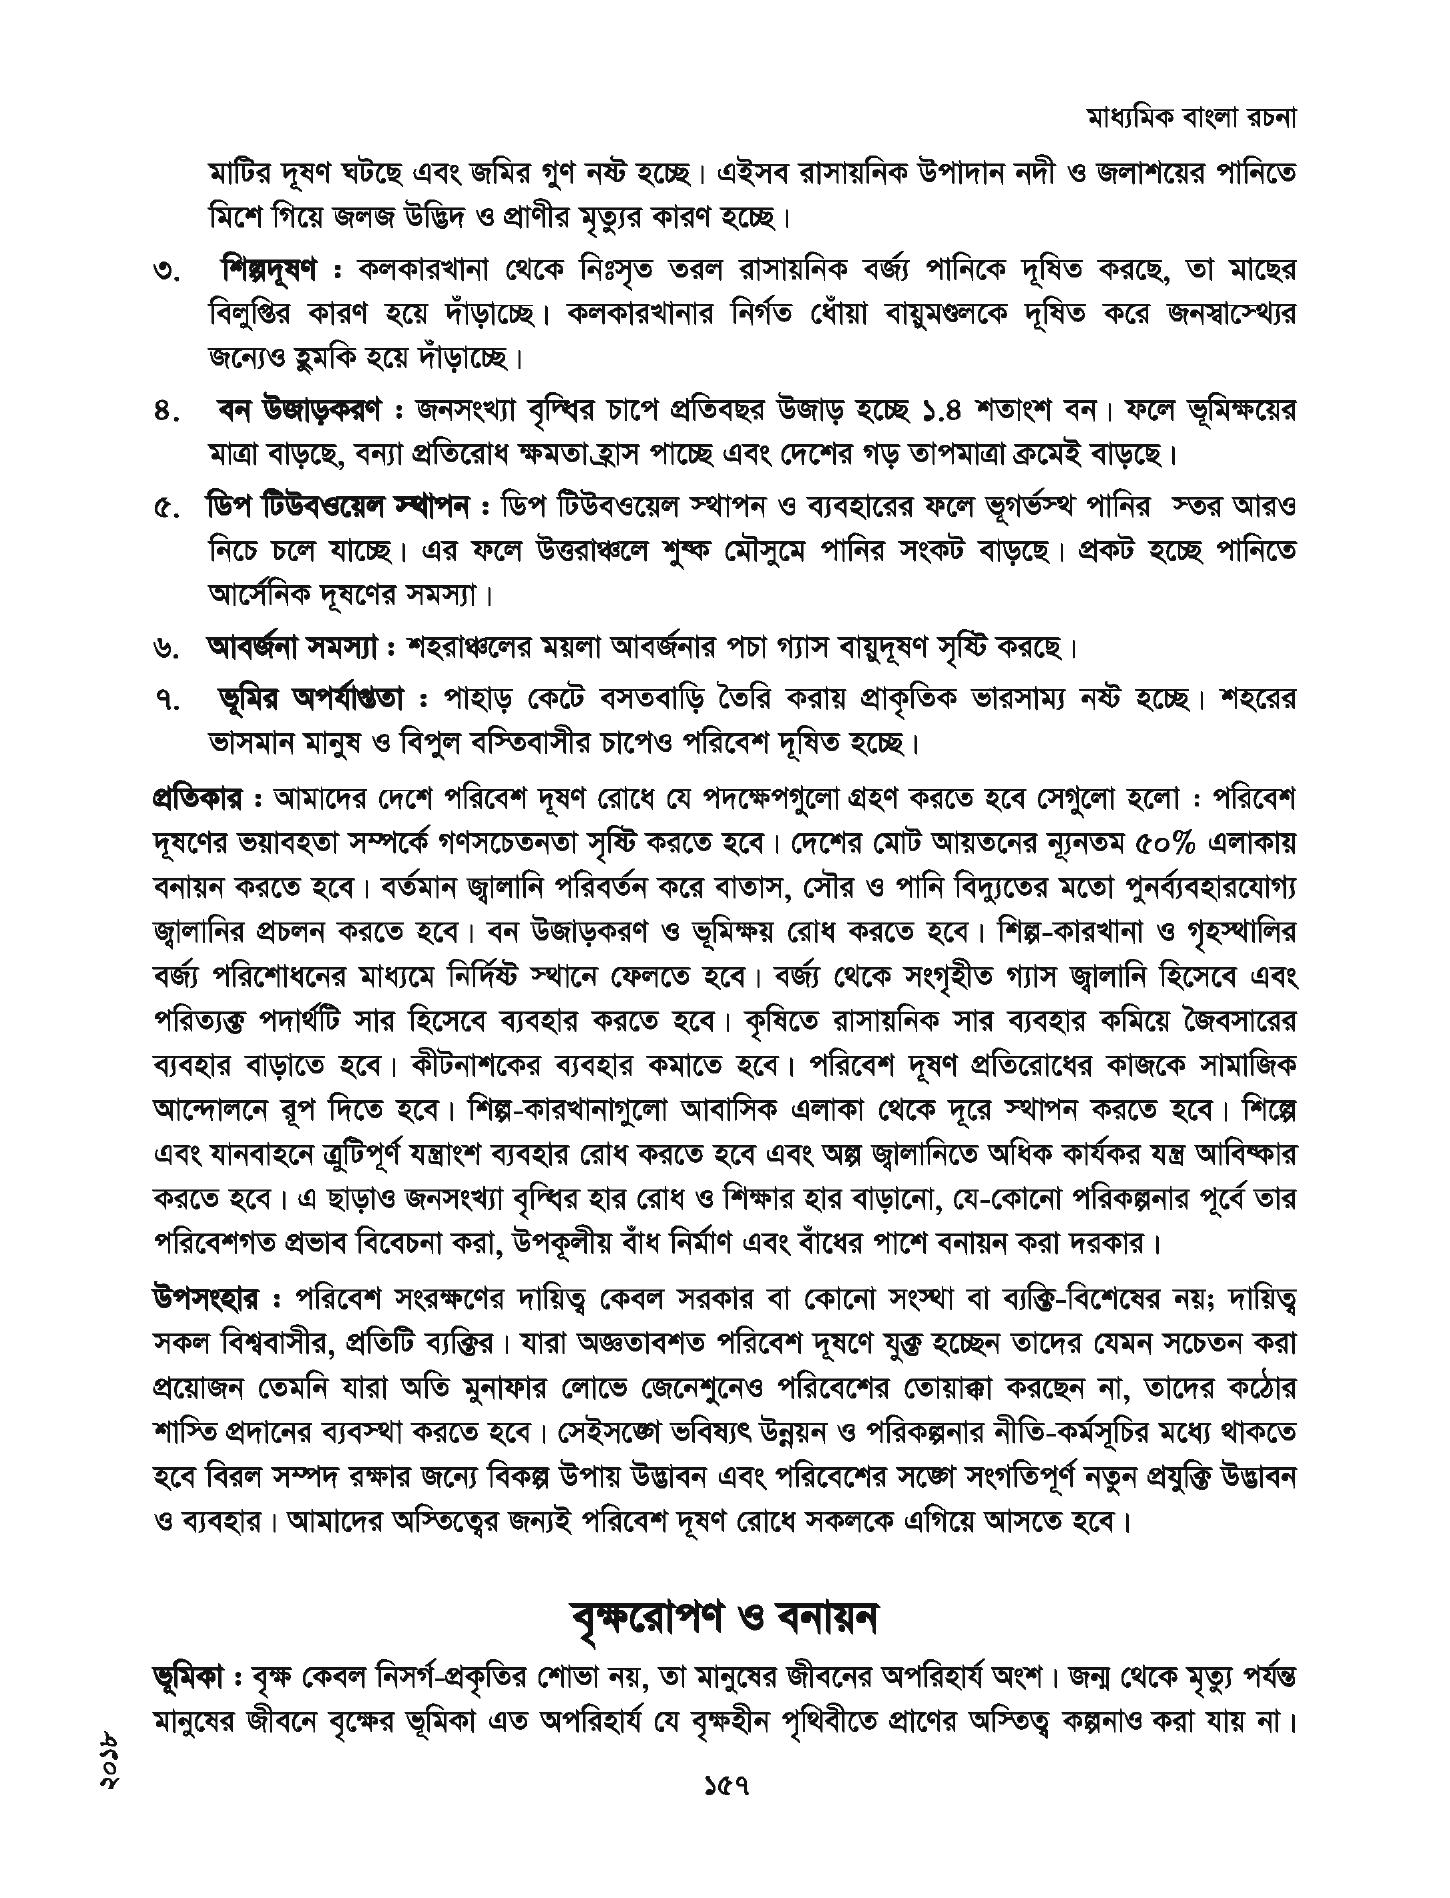 মাধ্যমিক বাংলা রচনা
মাটির দূষণ ঘটছে এবং জমির গুণ নষ্ট হচ্ছে। এইসব রাসায়নিক উপাদান নদী ও জলাশয়ের পানিতে
মিশে গিয়ে জলজ উদ্ভিদ ও প্রাণীর মৃত্যুর কারণ হচ্ছে।
৩. শিল্পদূষণ : কলকারখানা থেকে নিঃসৃত তরল রাসায়নিক বর্জ্য পানিকে দূষিত করছে, তা মাছের
বিলুপ্তির কারণ হয়ে দাঁড়াচ্ছে। কলকারখানার নির্গত ধোঁয়া বায়ুমণ্ডলকে দূষিত করে জনস্বাস্থ্যের
জন্যেও হুমকি হয়ে দাঁড়াচ্ছে।
৪. বন উজাড়করণ : জনসংখ্যা বৃদ্ধির চাপে প্রতিবছর উজাড় হচ্ছে ১.৪ শতাংশ বন। ফলে ভূমিক্ষয়ের
মাত্রা বাড়ছে, বন্যা প্রতিরোধ ক্ষমতা হ্রাস পাচ্ছে এবং দেশের গড় তাপমাত্রা ক্রমেই বাড়ছে।
৫. ডিপ টিউবওয়েল স্থাপন : ডিপ টিউবওয়েল স্থাপন ও ব্যবহারের ফলে ভূগর্ভস্থ পানির স্তর আরও
নিচে চলে যাচ্ছে। এর ফলে উত্তরাঞ্চলে শুষ্ক মৌসুমে পানির সংকট বাড়ছে। প্রকট হচ্ছে পানিতে
আর্সেনিক দূষণের সমস্যা।
৬. আবর্জনা সমস্যা : শহরাঞ্চলের ময়লা আবর্জনার পচা গ্যাস বায়ুদূষণ সৃষ্টি করছে।
৭. ভূমির অপর্যাপ্ততা : পাহাড় কেটে বসতবাড়ি তৈরি করায় প্রাকৃতিক ভারসাম্য নষ্ট হচ্ছে। শহরের
ভাসমান মানুষ ও বিপুল বস্তিবাসীর চাপেও পরিবেশ দূষিত হচ্ছে।
প্রতিকার : আমাদের দেশে পরিবেশ দূষণ রোধে যে পদক্ষেপগুলো গ্রহণ করতে হবে সেগুলো হলো : পরিবেশ
দূষণের ভয়াবহতা সম্পর্কে গণসচেতনতা সৃষ্টি করতে হবে। দেশের মোট আয়তনের ন্যূনতম ৫০% এলাকায়
বনায়ন করতে হবে। বর্তমান জ্বালানি পরিবর্তন করে বাতাস, সৌর ও পানি বিদ্যুতের মতো পুনর্ব্যবহারযোগ্য
জ্বালানির প্রচলন করতে হবে। বন উজাড়করণ ও ভূমিক্ষয় রোধ করতে হবে। শিল্প-কারখানা ও গৃহস্থালির
বর্জ্য পরিশোধনের মাধ্যমে নির্দিষ্ট স্থানে ফেলতে হবে। বর্জ্য থেকে সংগৃহীত গ্যাস জ্বালানি হিসেবে এবং
পরিত্যক্ত পদার্থটি সার হিসেবে ব্যবহার করতে হবে। কৃষিতে রাসায়নিক সার ব্যবহার কমিয়ে জৈবসারের
ব্যবহার বাড়াতে হবে। কীটনাশকের ব্যবহার কমাতে হবে। পরিবেশ দূষণ প্রতিরোধের কাজকে সামাজিক
আন্দোলনে রূপ দিতে হবে। শিল্প-কারখানাগুলো আবাসিক এলাকা থেকে দূরে স্থাপন করতে হবে। শিল্পে
এবং যানবাহনে ত্রুটিপূর্ণ যন্ত্রাংশ ব্যবহার রোধ করতে হবে এবং অল্প জ্বালানিতে অধিক কার্যকর যন্ত্র আবিষ্কার
করতে হবে। এ ছাড়াও জনসংখ্যা বৃদ্ধির হার রোধ ও শিক্ষার হার বাড়ানো, যে-কোনো পরিকল্পনার পূর্বে তার
পরিবেশগত প্রভাব বিবেচনা করা, উপকূলীয় বাঁধ নির্মাণ এবং বাঁধের পাশে বনায়ন করা দরকার।
উপসংহার : পরিবেশ সংরক্ষণের দায়িত্ব কেবল সরকার বা কোনো সংস্থা বা ব্যক্তি-বিশেষের নয়; দায়িত্ব
সকল বিশ্ববাসীর, প্রতিটি ব্যক্তির। যারা অজ্ঞতাবশত পরিবেশ দূষণে যুক্ত হচ্ছেন তাদের যেমন সচেতন করা
প্রয়োজন তেমনি যারা অতি মুনাফার লোভে জেনেশুনেও পরিবেশের তোয়াক্কা করছেন না, তাদের কঠোর
শাস্তি প্রদানের ব্যবস্থা করতে হবে। সেইসঙ্গে ভবিষ্যৎ উন্নয়ন ও পরিকল্পনার নীতি-কর্মসূচির মধ্যে থাকতে
হবে বিরল সম্পদ রক্ষার জন্যে বিকল্প উপায় উদ্ভাবন এবং পরিবেশের সঙ্গে সংগতিপূর্ণ নতুন প্রযুক্তি উদ্ভাবন
ও ব্যবহার। আমাদের অস্তিত্বের জন্যই পরিবেশ দূষণ রোধে সকলকে এগিয়ে আসতে হবে।
বৃক্ষরোপণ ও বনায়ন
ভূমিকা : বৃক্ষ কেবল নিসর্গ-প্রকৃতির শোভা নয়, তা মানুষের জীবনের অপরিহার্য অংশ। জন্ম থেকে মৃত্যু পর্যন্ত
মানুষের জীবনে বৃক্ষের ভূমিকা এত অপরিহার্য যে বৃক্ষহীন পৃথিবীতে প্রাণের অস্তিত্ব কল্পনাও করা যায় না।
২০১৮
১৫৭